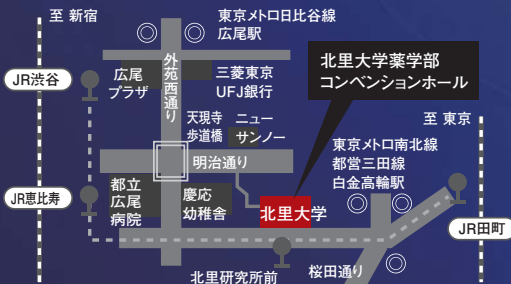 至 新宿
東京メトロ日比谷線
広尾駅
外苑西通り
JR渋谷
広尾
プラザ
三菱東京
UFJ銀行
北里大学薬学部
コンベンションホール
天現寺
歩道橋
ニュー
サンノー
至 東京
東京メトロ南北線
都営三田線
白金高輪駅
明治通り
JR恵比寿
都立
広尾
病院
慶応
幼稚舎
北里大学
JR田町
北里研究所前
桜田通り